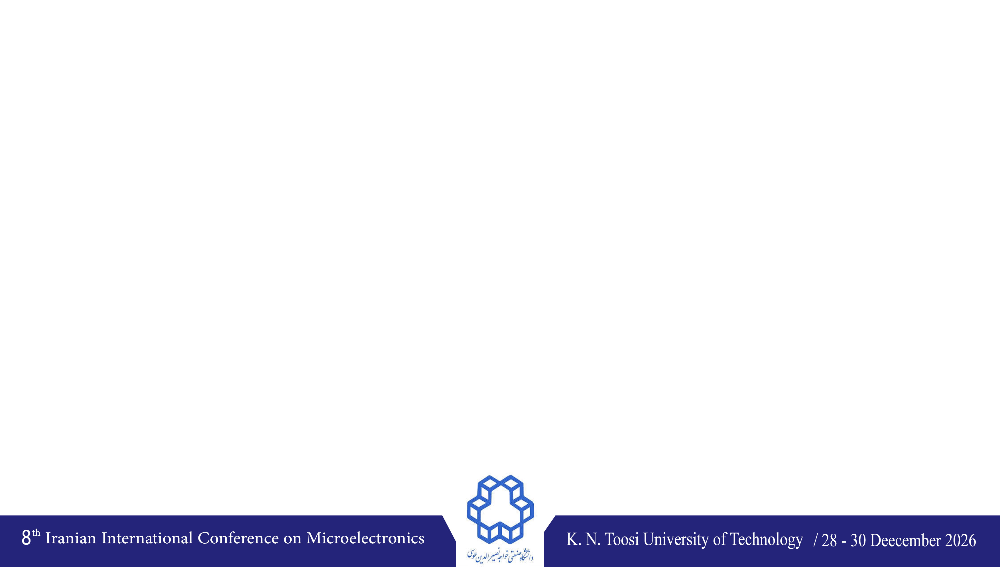 8th Iranian International Conference on Microelectronics
دانشگاه صنعتی خواجه نصیرالدین طوسی
K. N. Toosi University of Technology / 28 - 30 Deecember 2026